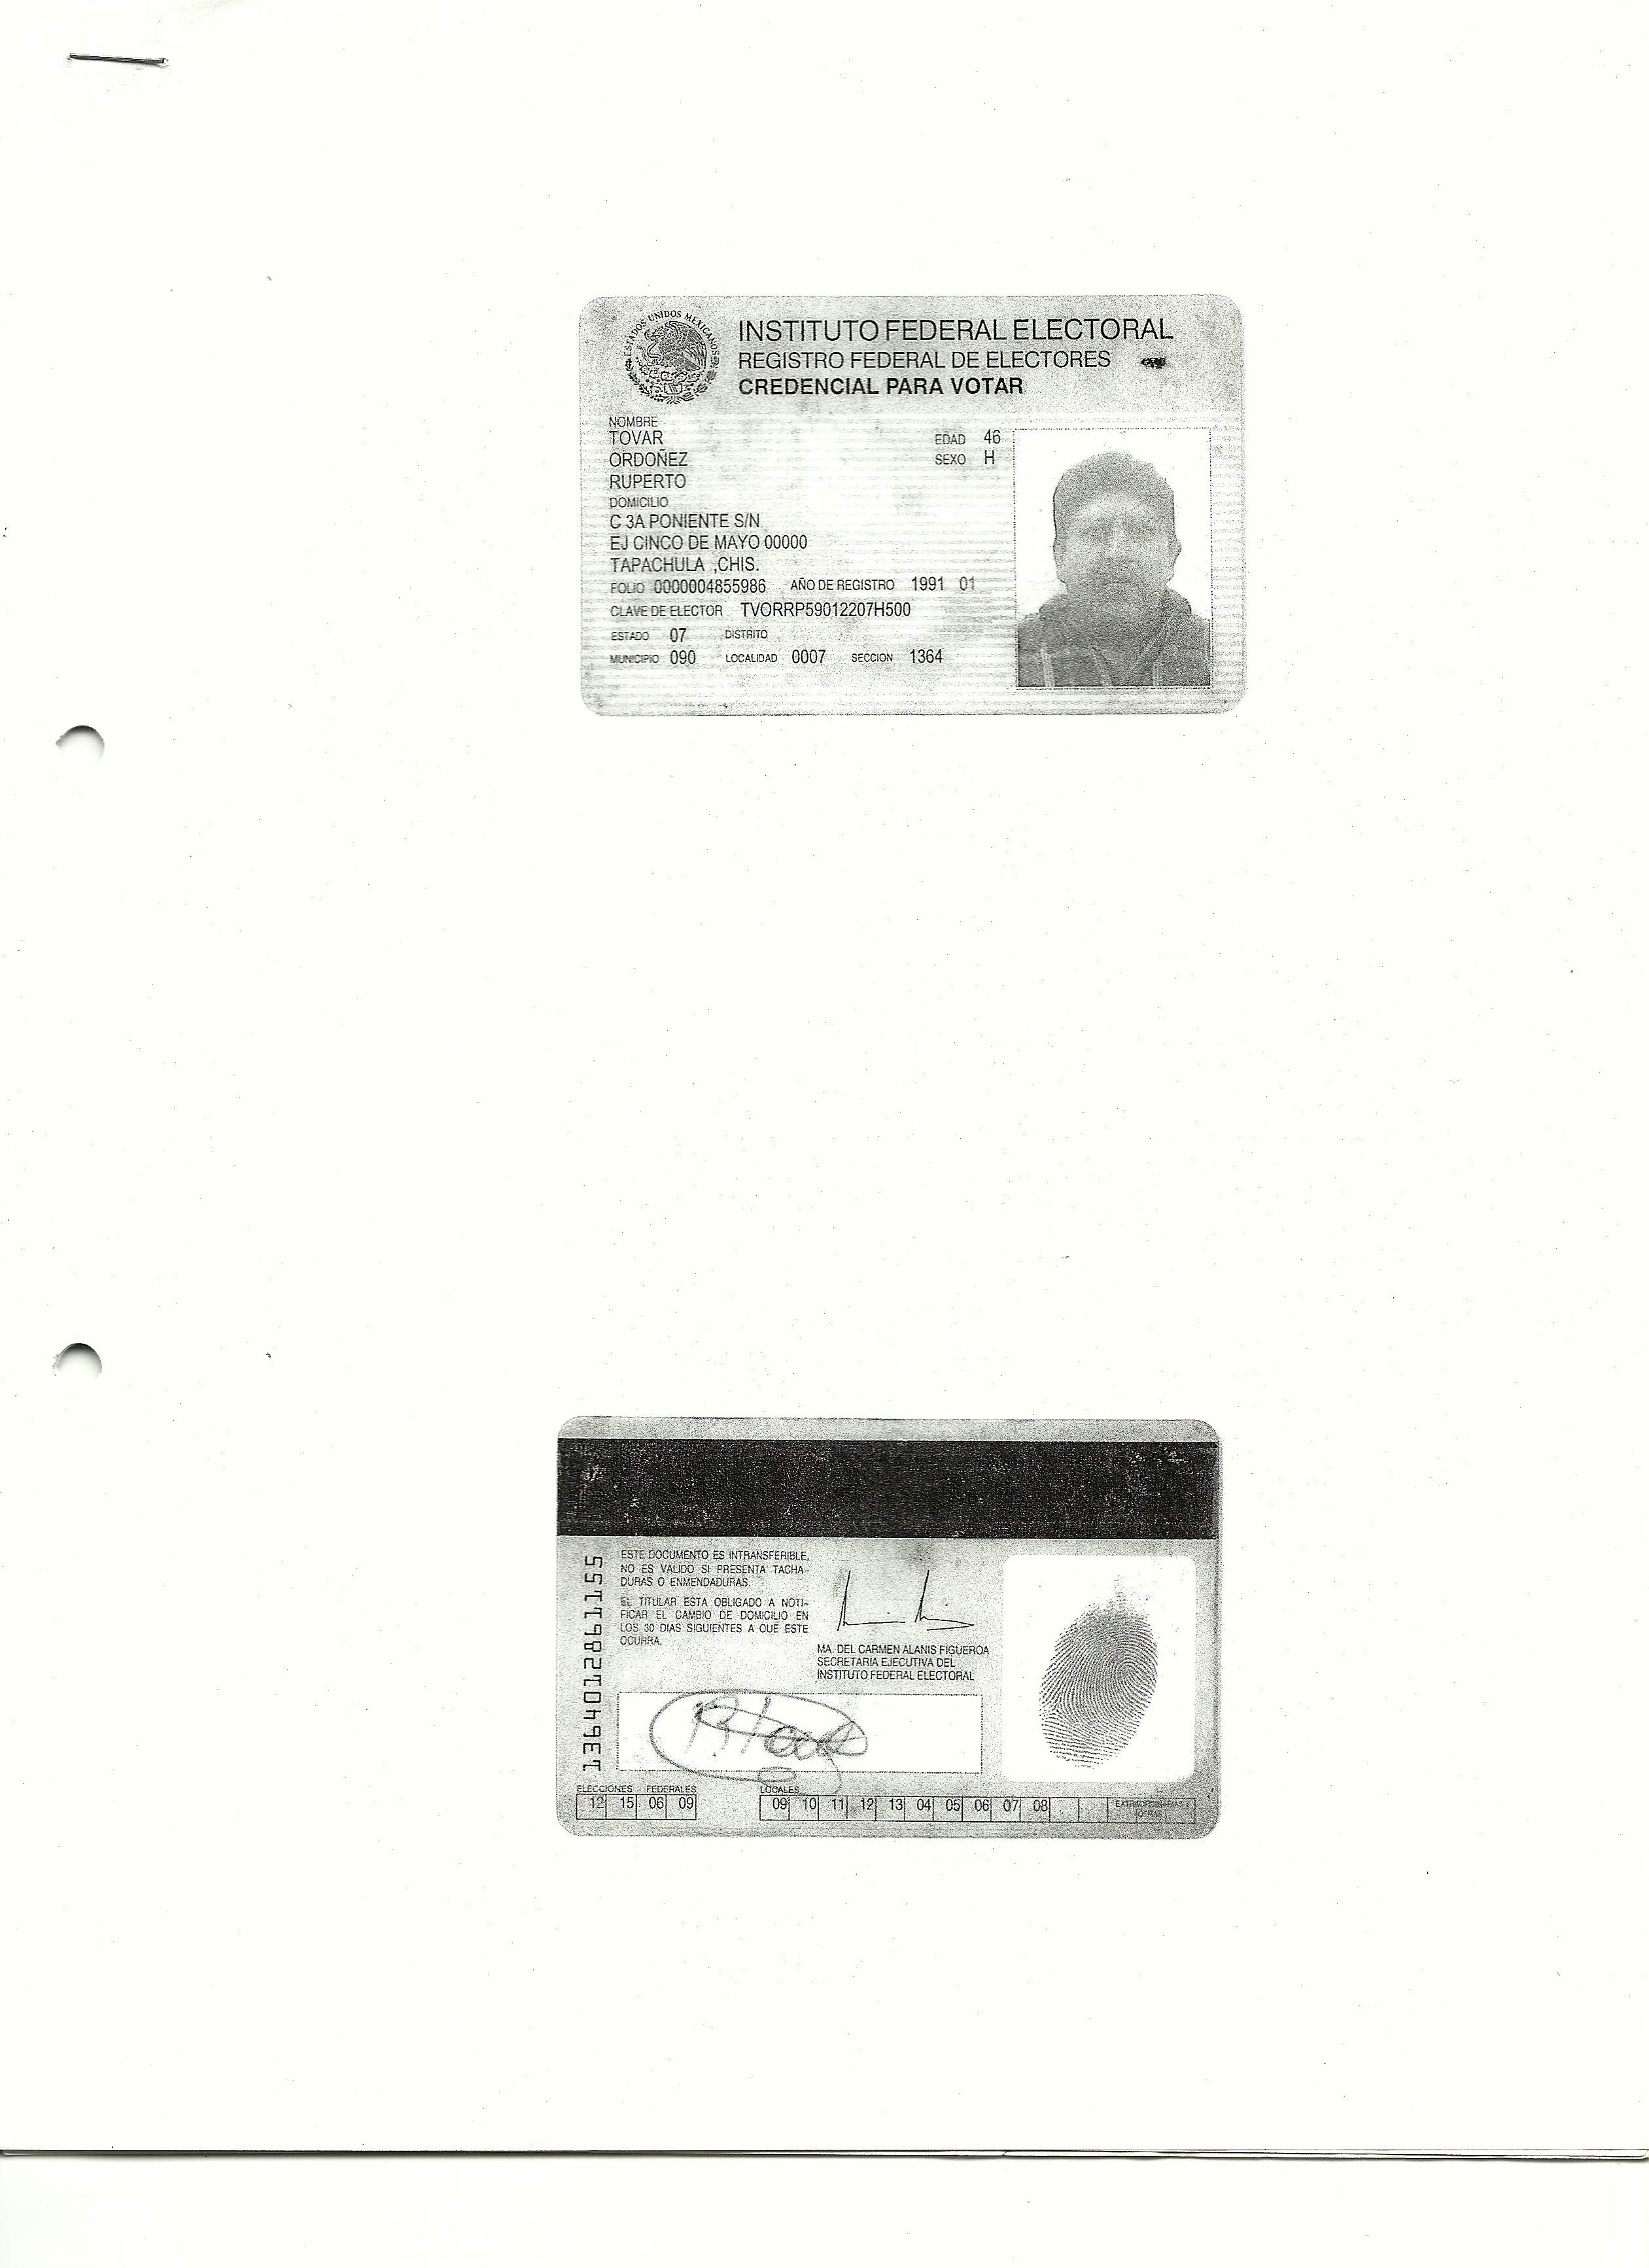 ESTADOS UNIDOS MEXICANOS
INSTITUTO FEDERAL ELECTORAL
REGISTRO FEDERAL DE ELECTORES
CREDENCIAL PARA VOTAR
NOMBRE
TOVAR
ORDOÑEZ
RUPERTO
EDAD 46
SEXO H
DOMICILIO
C 3A PONIENTE S/N
EJ CINCO DE MAYO 00000
TAPACHULA ,CHIS.
FOLIO 0000004855986 AÑO DE REGISTRO 1991 01
CLAVE DE ELECTOR TVORRP59012207H500
ESTADO 07 DISTRITO
MUNICIPIO 090 LOCALIDAD 0007 SECCION 1364
1364012861155
ESTE DOCUMENTO ES INTRANSFERIBLE,
NO ES VALIDO SI PRESENTA TACHA-
DURAS O ENMENDADURAS.
EL TITULAR ESTA OBLIGADO A NOTI-
FICAR EL CAMBIO DE DOMICILIO EN
LOS 30 DIAS SIGUIENTES A QUE ESTE
OCURRA.
MA. DEL CARMEN ALANIS FIGUEROA
SECRETARIA EJECUTIVA DEL
INSTITUTO FEDERAL ELECTORAL
ELECCIONES FEDERALES LOCALES EXTRAORDINARIAS Y
OTRAS
12 15 06 09 09 10 11 12 13 04 05 06 07 08